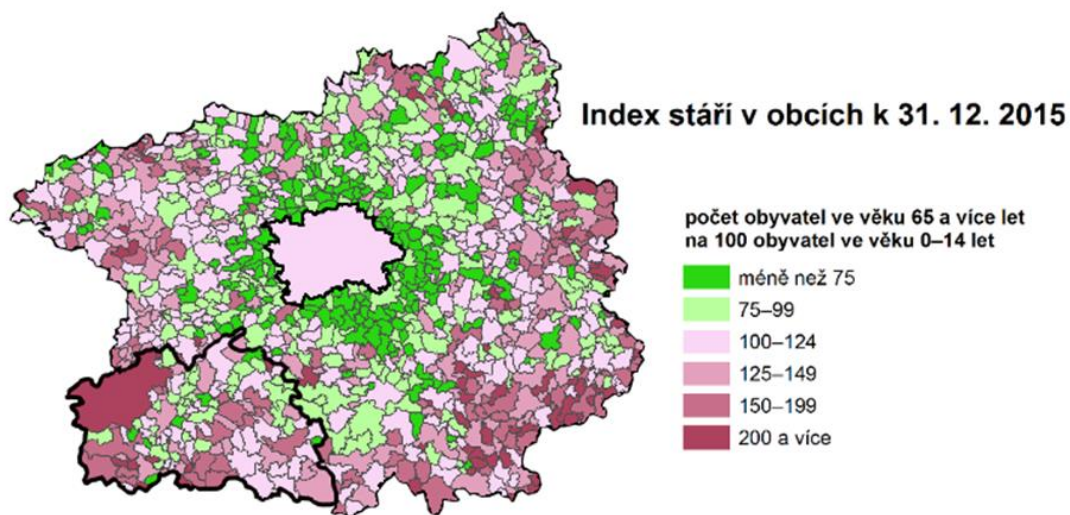 Index stáří v obcích k 31. 12. 2015
počet obyvatel ve věku 65 a více let
na 100 obyvatel ve věku 0–14 let
méně než 75
75–99
100–124
125–149
150–199
200 a více